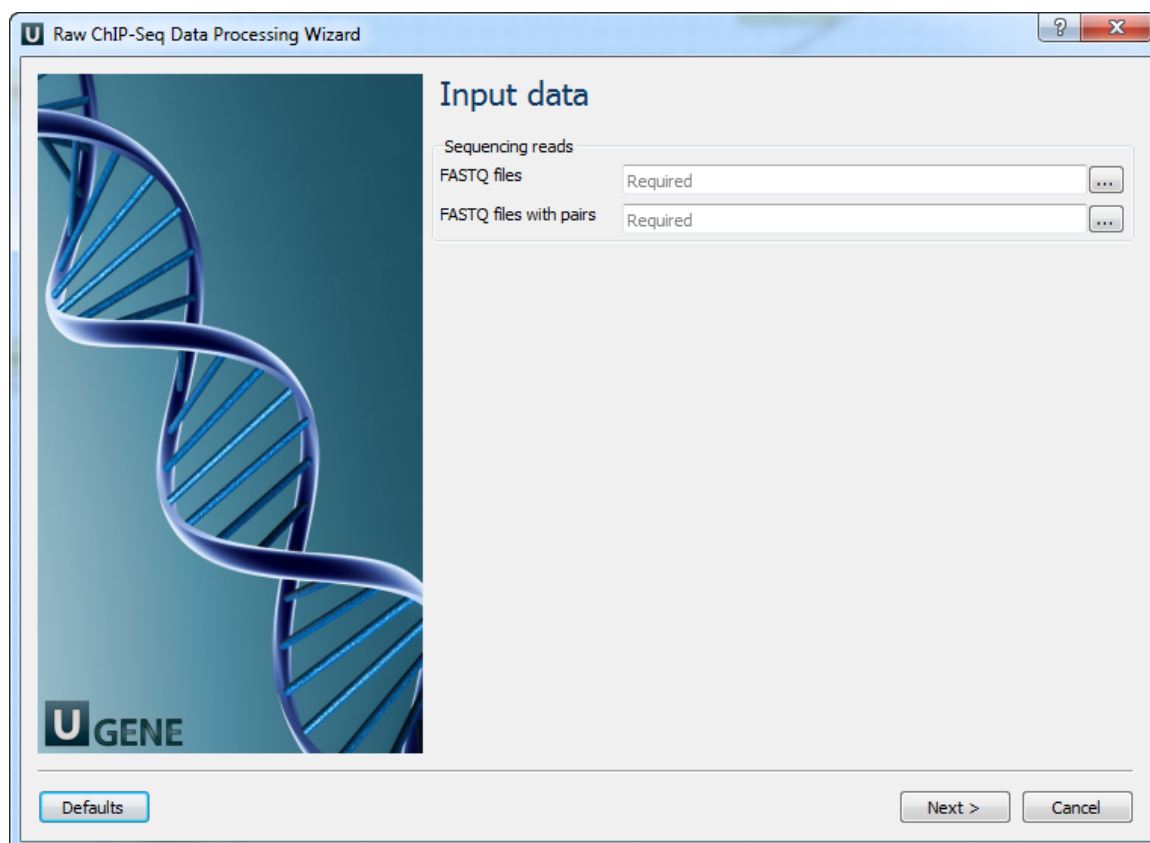 U Raw ChIP-Seq Data Processing Wizard
?
X
Input data
Sequencing reads
FASTQ files Required ...
FASTQ files with pairs Required ...
U GENE
Defaults Next > Cancel